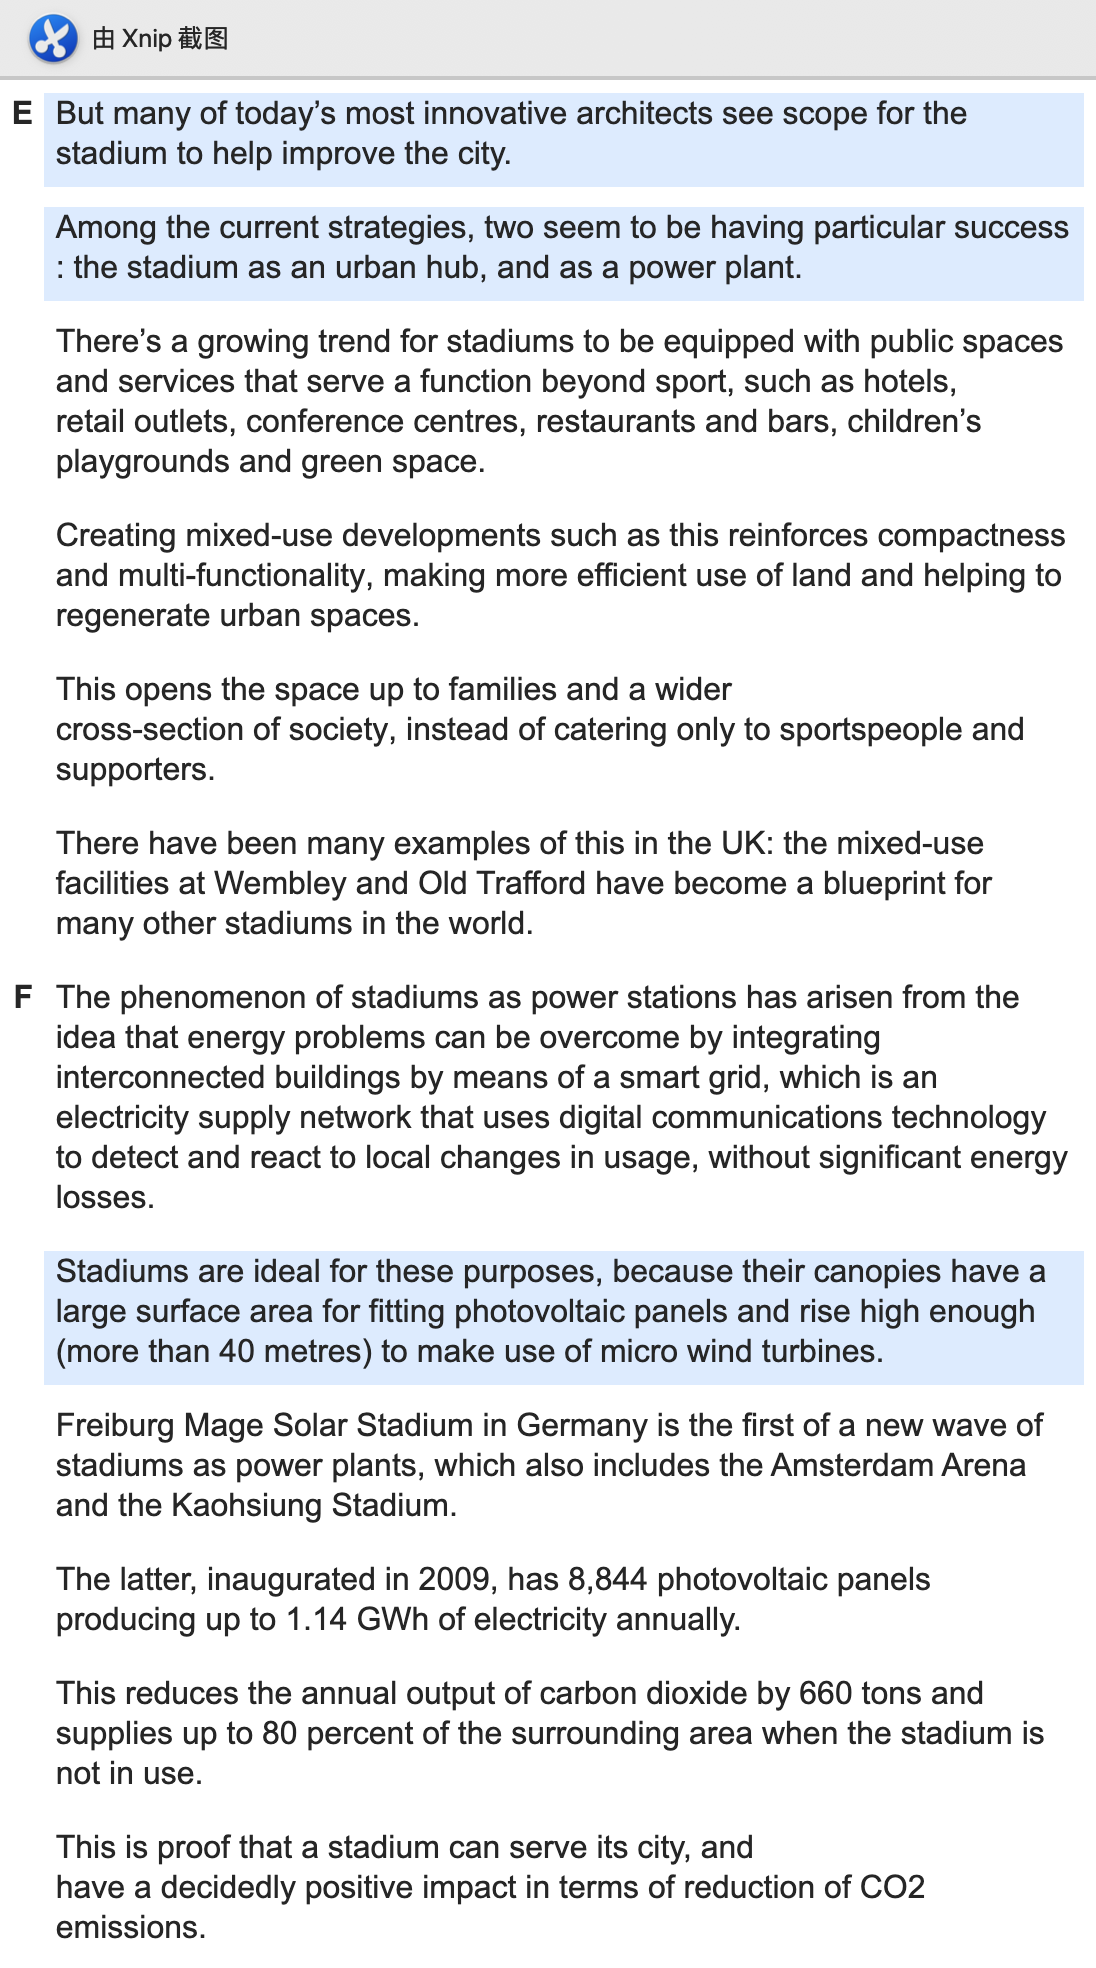 由 Xnip 截图
E But many of today’s most innovative architects see scope for the
stadium to help improve the city.
Among the current strategies, two seem to be having particular success
: the stadium as an urban hub, and as a power plant.
There’s a growing trend for stadiums to be equipped with public spaces
and services that serve a function beyond sport, such as hotels,
retail outlets, conference centres, restaurants and bars, children’s
playgrounds and green space.
Creating mixed-use developments such as this reinforces compactness
and multi-functionality, making more efficient use of land and helping to
regenerate urban spaces.
This opens the space up to families and a wider
cross-section of society, instead of catering only to sportspeople and
supporters.
There have been many examples of this in the UK: the mixed-use
facilities at Wembley and Old Trafford have become a blueprint for
many other stadiums in the world.
F The phenomenon of stadiums as power stations has arisen from the
idea that energy problems can be overcome by integrating
interconnected buildings by means of a smart grid, which is an
electricity supply network that uses digital communications technology
to detect and react to local changes in usage, without significant energy
losses.
Stadiums are ideal for these purposes, because their canopies have a
large surface area for fitting photovoltaic panels and rise high enough
(more than 40 metres) to make use of micro wind turbines.
Freiburg Mage Solar Stadium in Germany is the first of a new wave of
stadiums as power plants, which also includes the Amsterdam Arena
and the Kaohsiung Stadium.
The latter, inaugurated in 2009, has 8,844 photovoltaic panels
producing up to 1.14 GWh of electricity annually.
This reduces the annual output of carbon dioxide by 660 tons and
supplies up to 80 percent of the surrounding area when the stadium is
not in use.
This is proof that a stadium can serve its city, and
have a decidedly positive impact in terms of reduction of CO2
emissions.